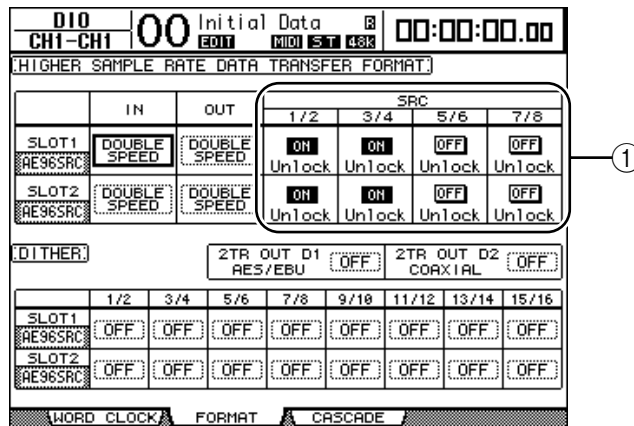 DIO
CH1-CH1
00
Initial Data
EDIT MIDI ST 48k
00:00:00.00
HIGHER SAMPLE RATE DATA TRANSFER FORMAT
IN OUT SRC
1/2 3/4 5/6 7/8
SLOT1 AE96SRC DOUBLE SPEED DOUBLE SPEED ON Unlock ON Unlock OFF Unlock OFF Unlock
SLOT2 AE96SRC DOUBLE SPEED DOUBLE SPEED ON Unlock ON Unlock OFF Unlock OFF Unlock
1
DITHER
2TR OUT D1 AES/EBU OFF 2TR OUT D2 COAXIAL OFF
1/2 3/4 5/6 7/8 9/10 11/12 13/14 15/16
SLOT1 AE96SRC OFF OFF OFF OFF OFF OFF OFF OFF
SLOT2 AE96SRC OFF OFF OFF OFF OFF OFF OFF OFF
WORD CLOCK FORMAT CASCADE